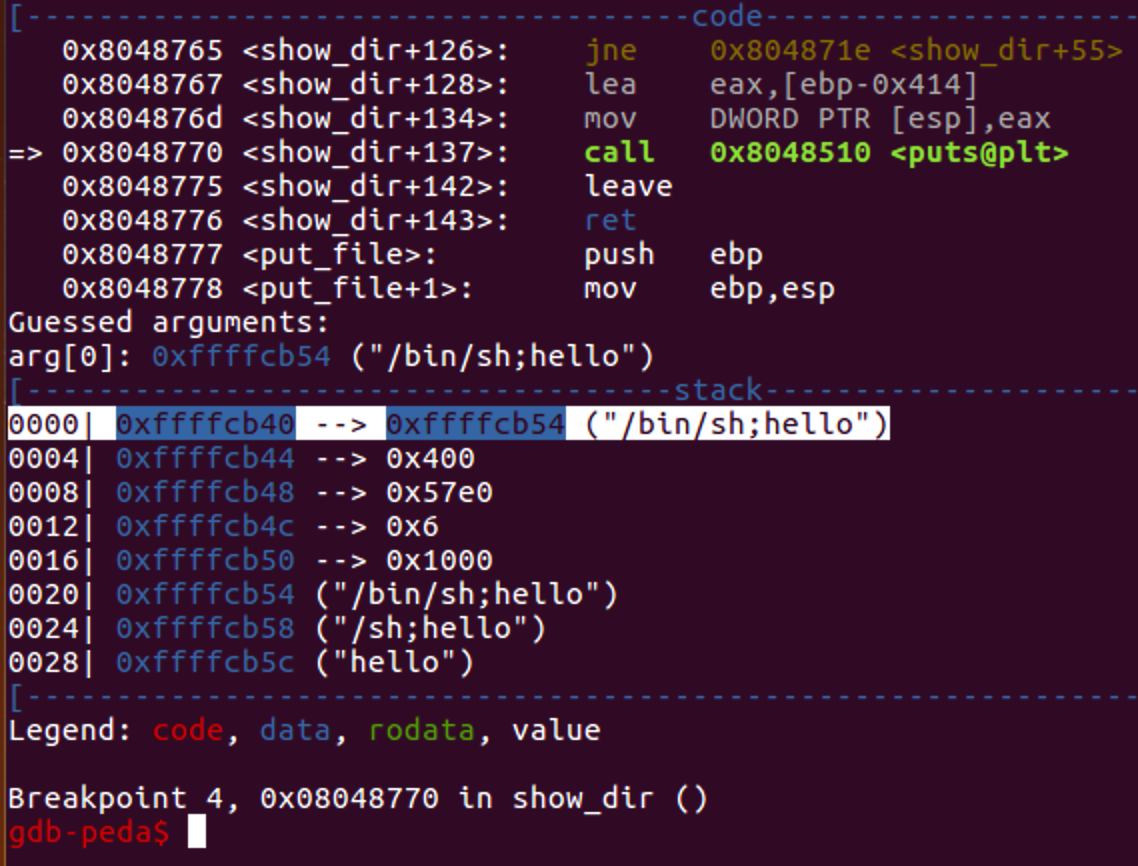 [-------------------------------------code---------------------
   0x8048765 <show_dir+126>:    jne    0x804871e <show_dir+55>
   0x8048767 <show_dir+128>:    lea    eax,[ebp-0x414]
   0x804876d <show_dir+134>:    mov    DWORD PTR [esp],eax
=> 0x8048770 <show_dir+137>:    call   0x8048510 <puts@plt>
   0x8048775 <show_dir+142>:    leave
   0x8048776 <show_dir+143>:    ret
   0x8048777 <put_file>:        push   ebp
   0x8048778 <put_file+1>:      mov    ebp,esp
Guessed arguments:
arg[0]: 0xffffcb54 ("/bin/sh;hello")
[------------------------------------stack---------------------
0000| 0xffffcb40 --> 0xffffcb54 ("/bin/sh;hello")
0004| 0xffffcb44 --> 0x400
0008| 0xffffcb48 --> 0x57e0
0012| 0xffffcb4c --> 0x6
0016| 0xffffcb50 --> 0x1000
0020| 0xffffcb54 ("/bin/sh;hello")
0024| 0xffffcb58 ("/sh;hello")
0028| 0xffffcb5c ("hello")
[--------------------------------------------------------------
Legend: code, data, rodata, value
Breakpoint 4, 0x08048770 in show_dir ()
gdb-peda$